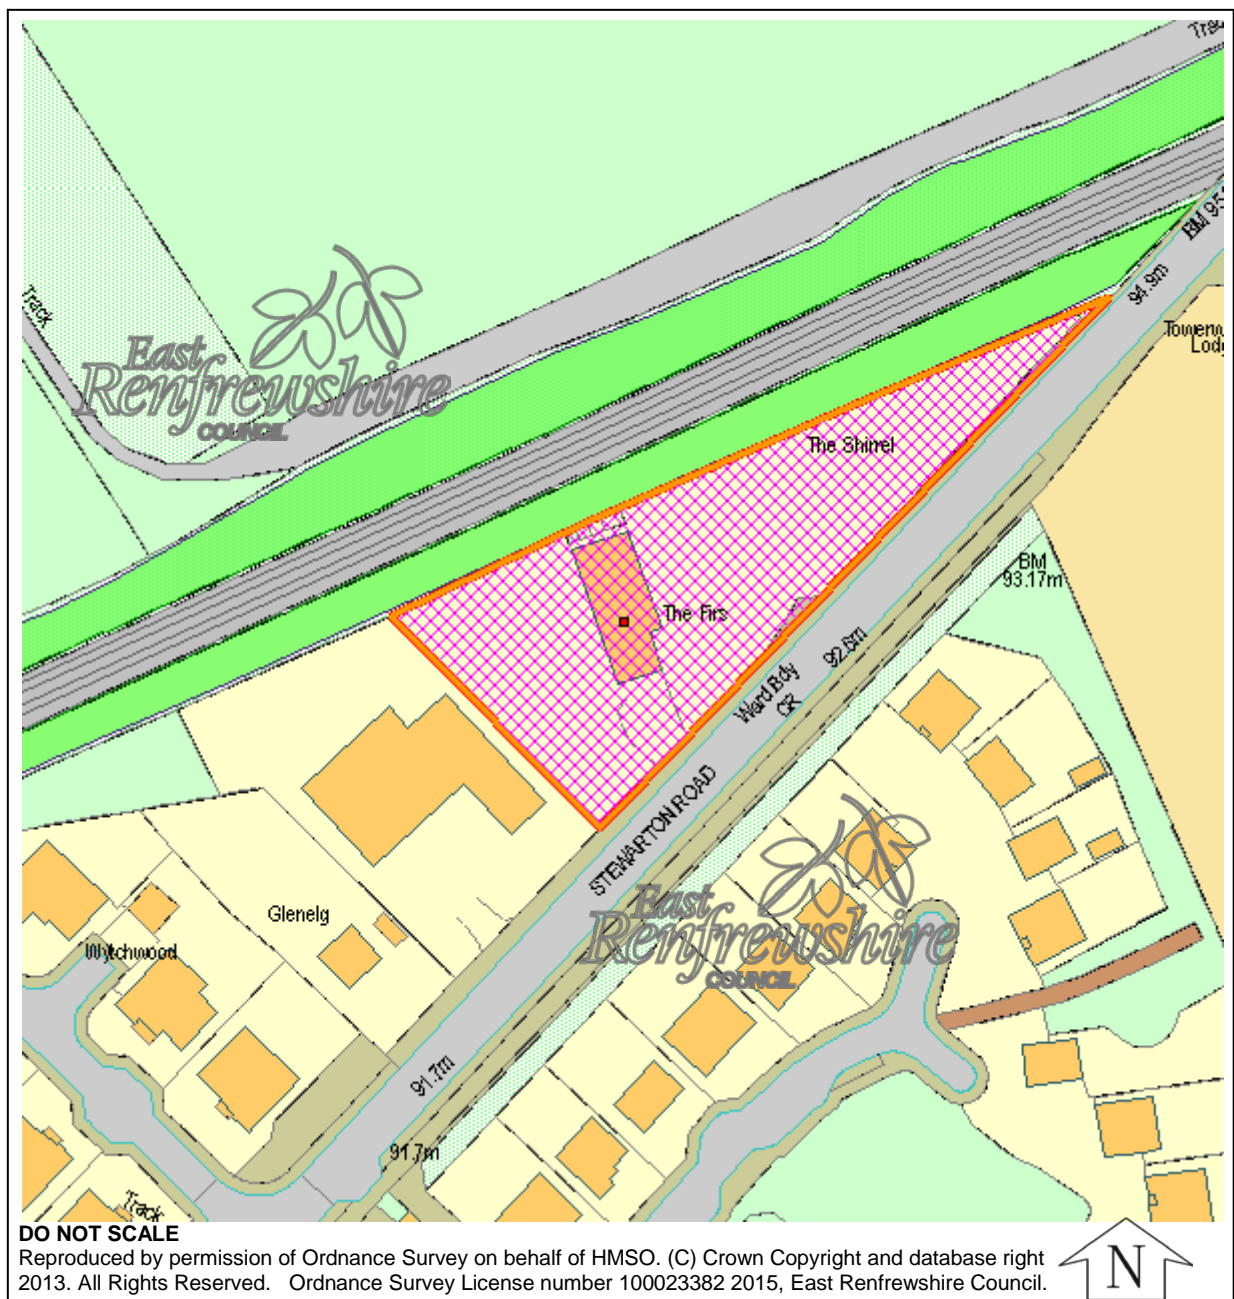 Track
East
Renfrewshire
COUNCIL
BM 95
94.9m
Lod
The Shirrel
BM
93.17m
The Firs
92.6m
Ward Bdy
CR
STEWARTON ROAD
East
Renfrewshire
COUNCIL
Glenelg
Wytchwood
91.7m
91.7m
Track
DO NOT SCALE
Reproduced by permission of Ordnance Survey on behalf of HMSO. (C) Crown Copyright and database right
2013. All Rights Reserved. Ordnance Survey License number 100023382 2015, East Renfrewshire Council.
N